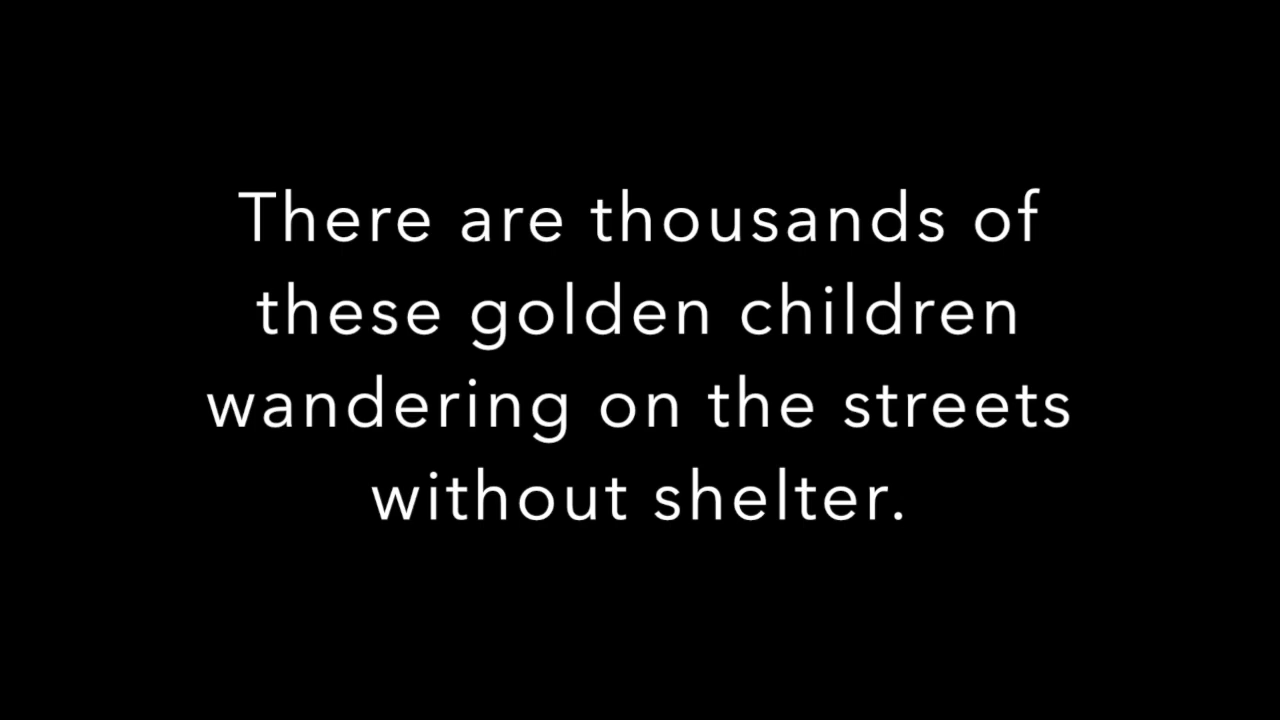 There are thousands of
these golden children
wandering on the streets
without shelter.